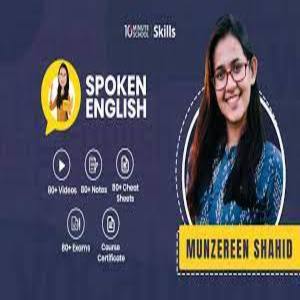 10 MINUTE SCHOOL Skills
SPOKEN
ENGLISH
80+ Videos
80+ Notes
80+ Cheat
Sheets
80+ Exams
Course
Certificate
MUNZEREEN SHAHID